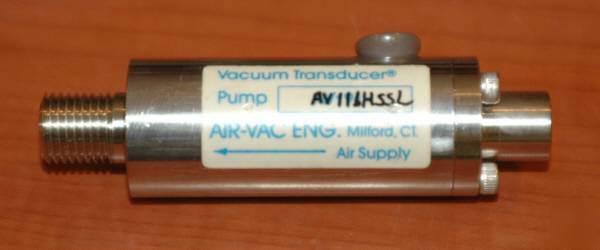 Vacuum Transducer®
Pump AV116HSSL
AIR-VAC ENG. Milford, CT.
Air Supply